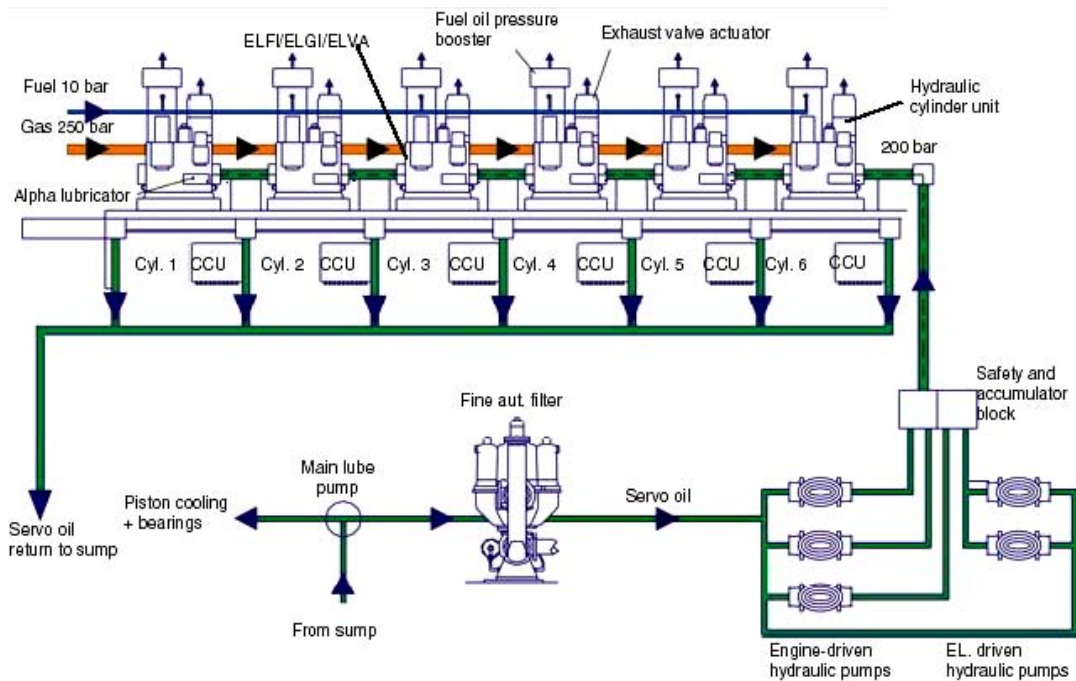 Fuel oil pressure
booster
Exhaust valve actuator
ELFI/ELGI/ELVA
Fuel 10 bar
Hydraulic
cylinder unit
Gas 250 bar
200 bar
Alpha lubricator
Cyl. 1
CCU
Cyl. 2
CCU
Cyl. 3
CCU
Cyl. 4
CCU
Cyl. 5
CCU
Cyl. 6
CCU
Safety and
accumulator
block
Fine aut. filter
Main lube
pump
Piston cooling
+ bearings
Servo oil
Servo oil
return to sump
From sump
Engine-driven
hydraulic pumps
EL. driven
hydraulic pumps